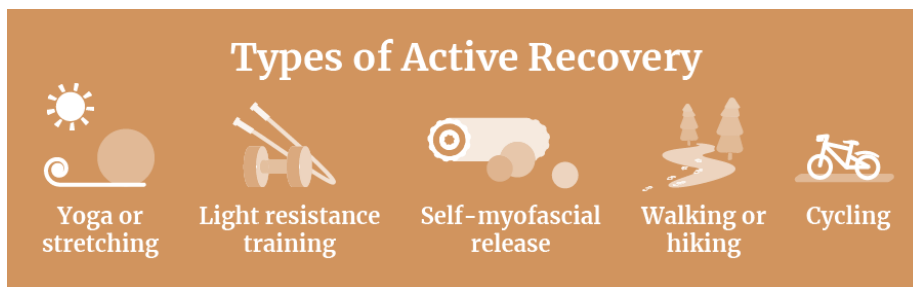 Types of Active Recovery
Yoga or
stretching
Light resistance
training
Self-myofascial
release
Walking or
hiking
Cycling